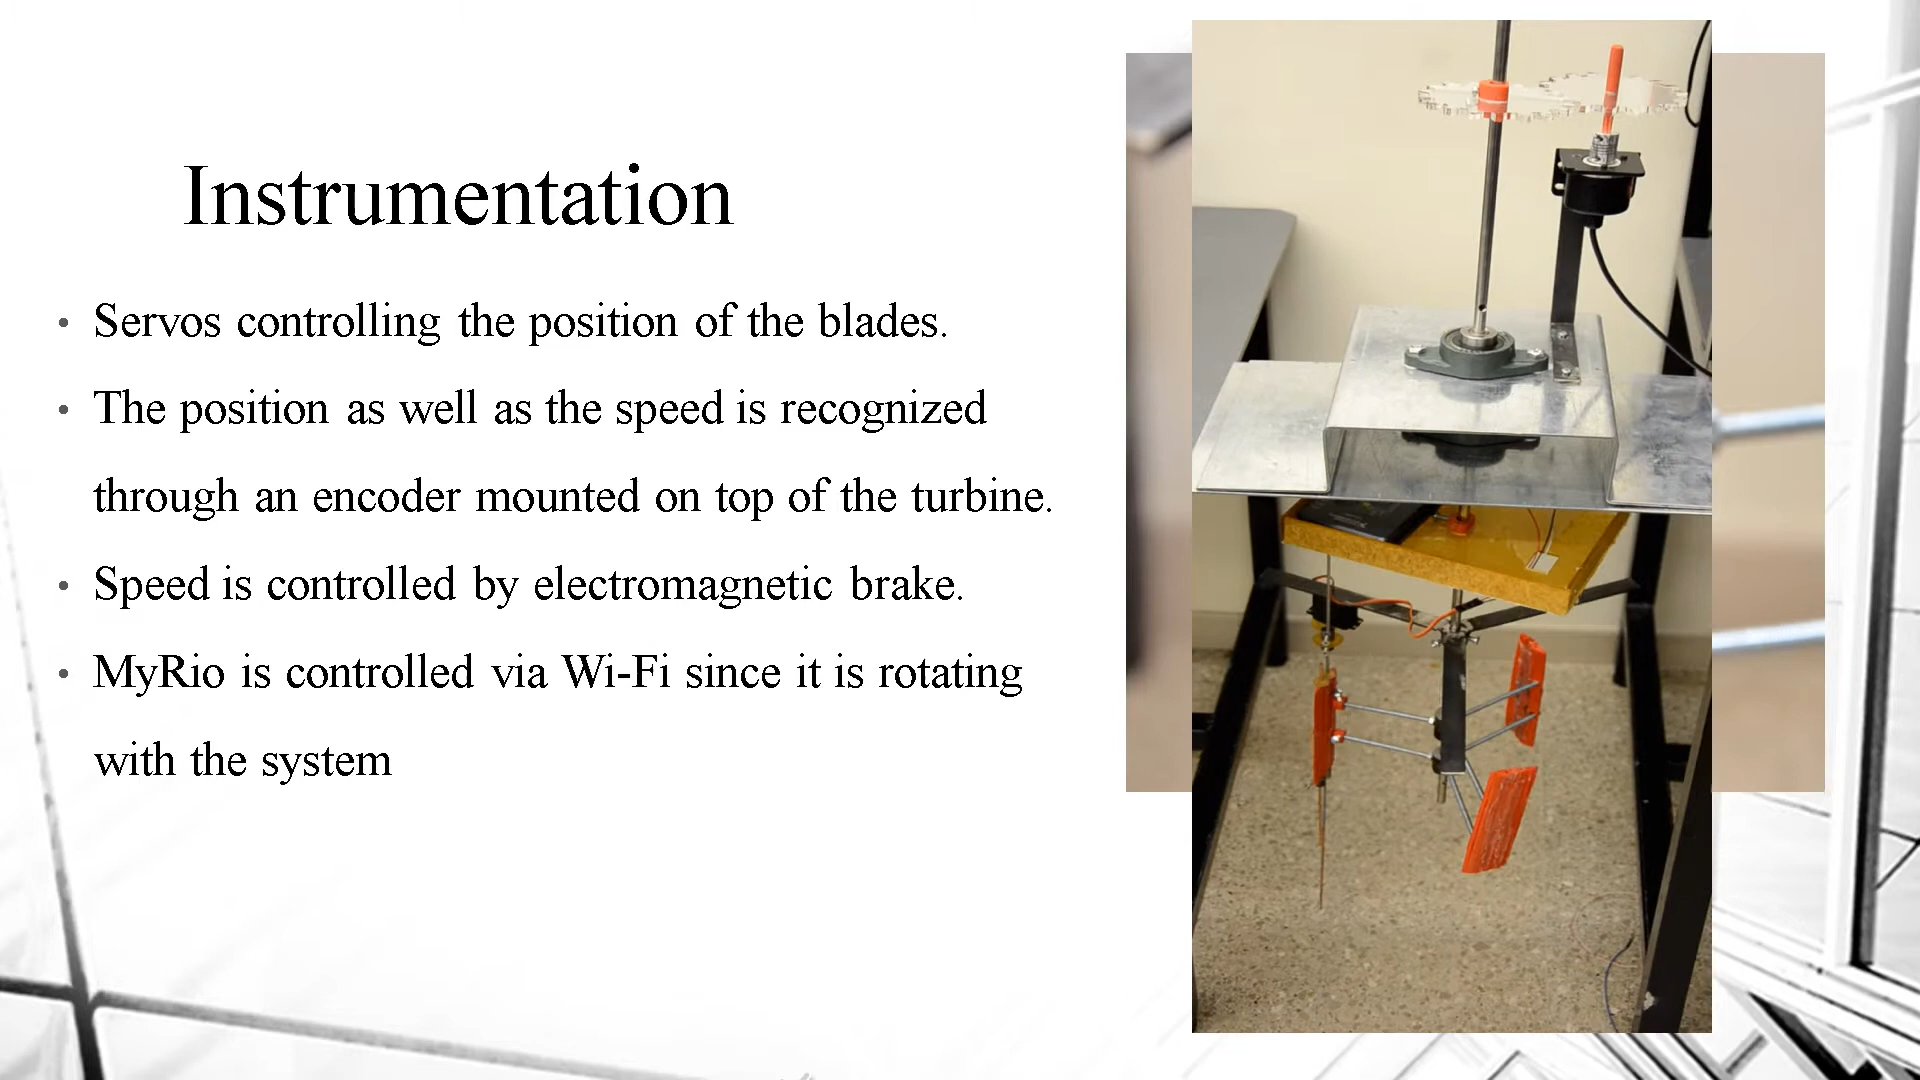 Instrumentation
• Servos controlling the position of the blades.
• The position as well as the speed is recognized
through an encoder mounted on top of the turbine.
• Speed is controlled by electromagnetic brake.
• MyRio is controlled via Wi-Fi since it is rotating
with the system